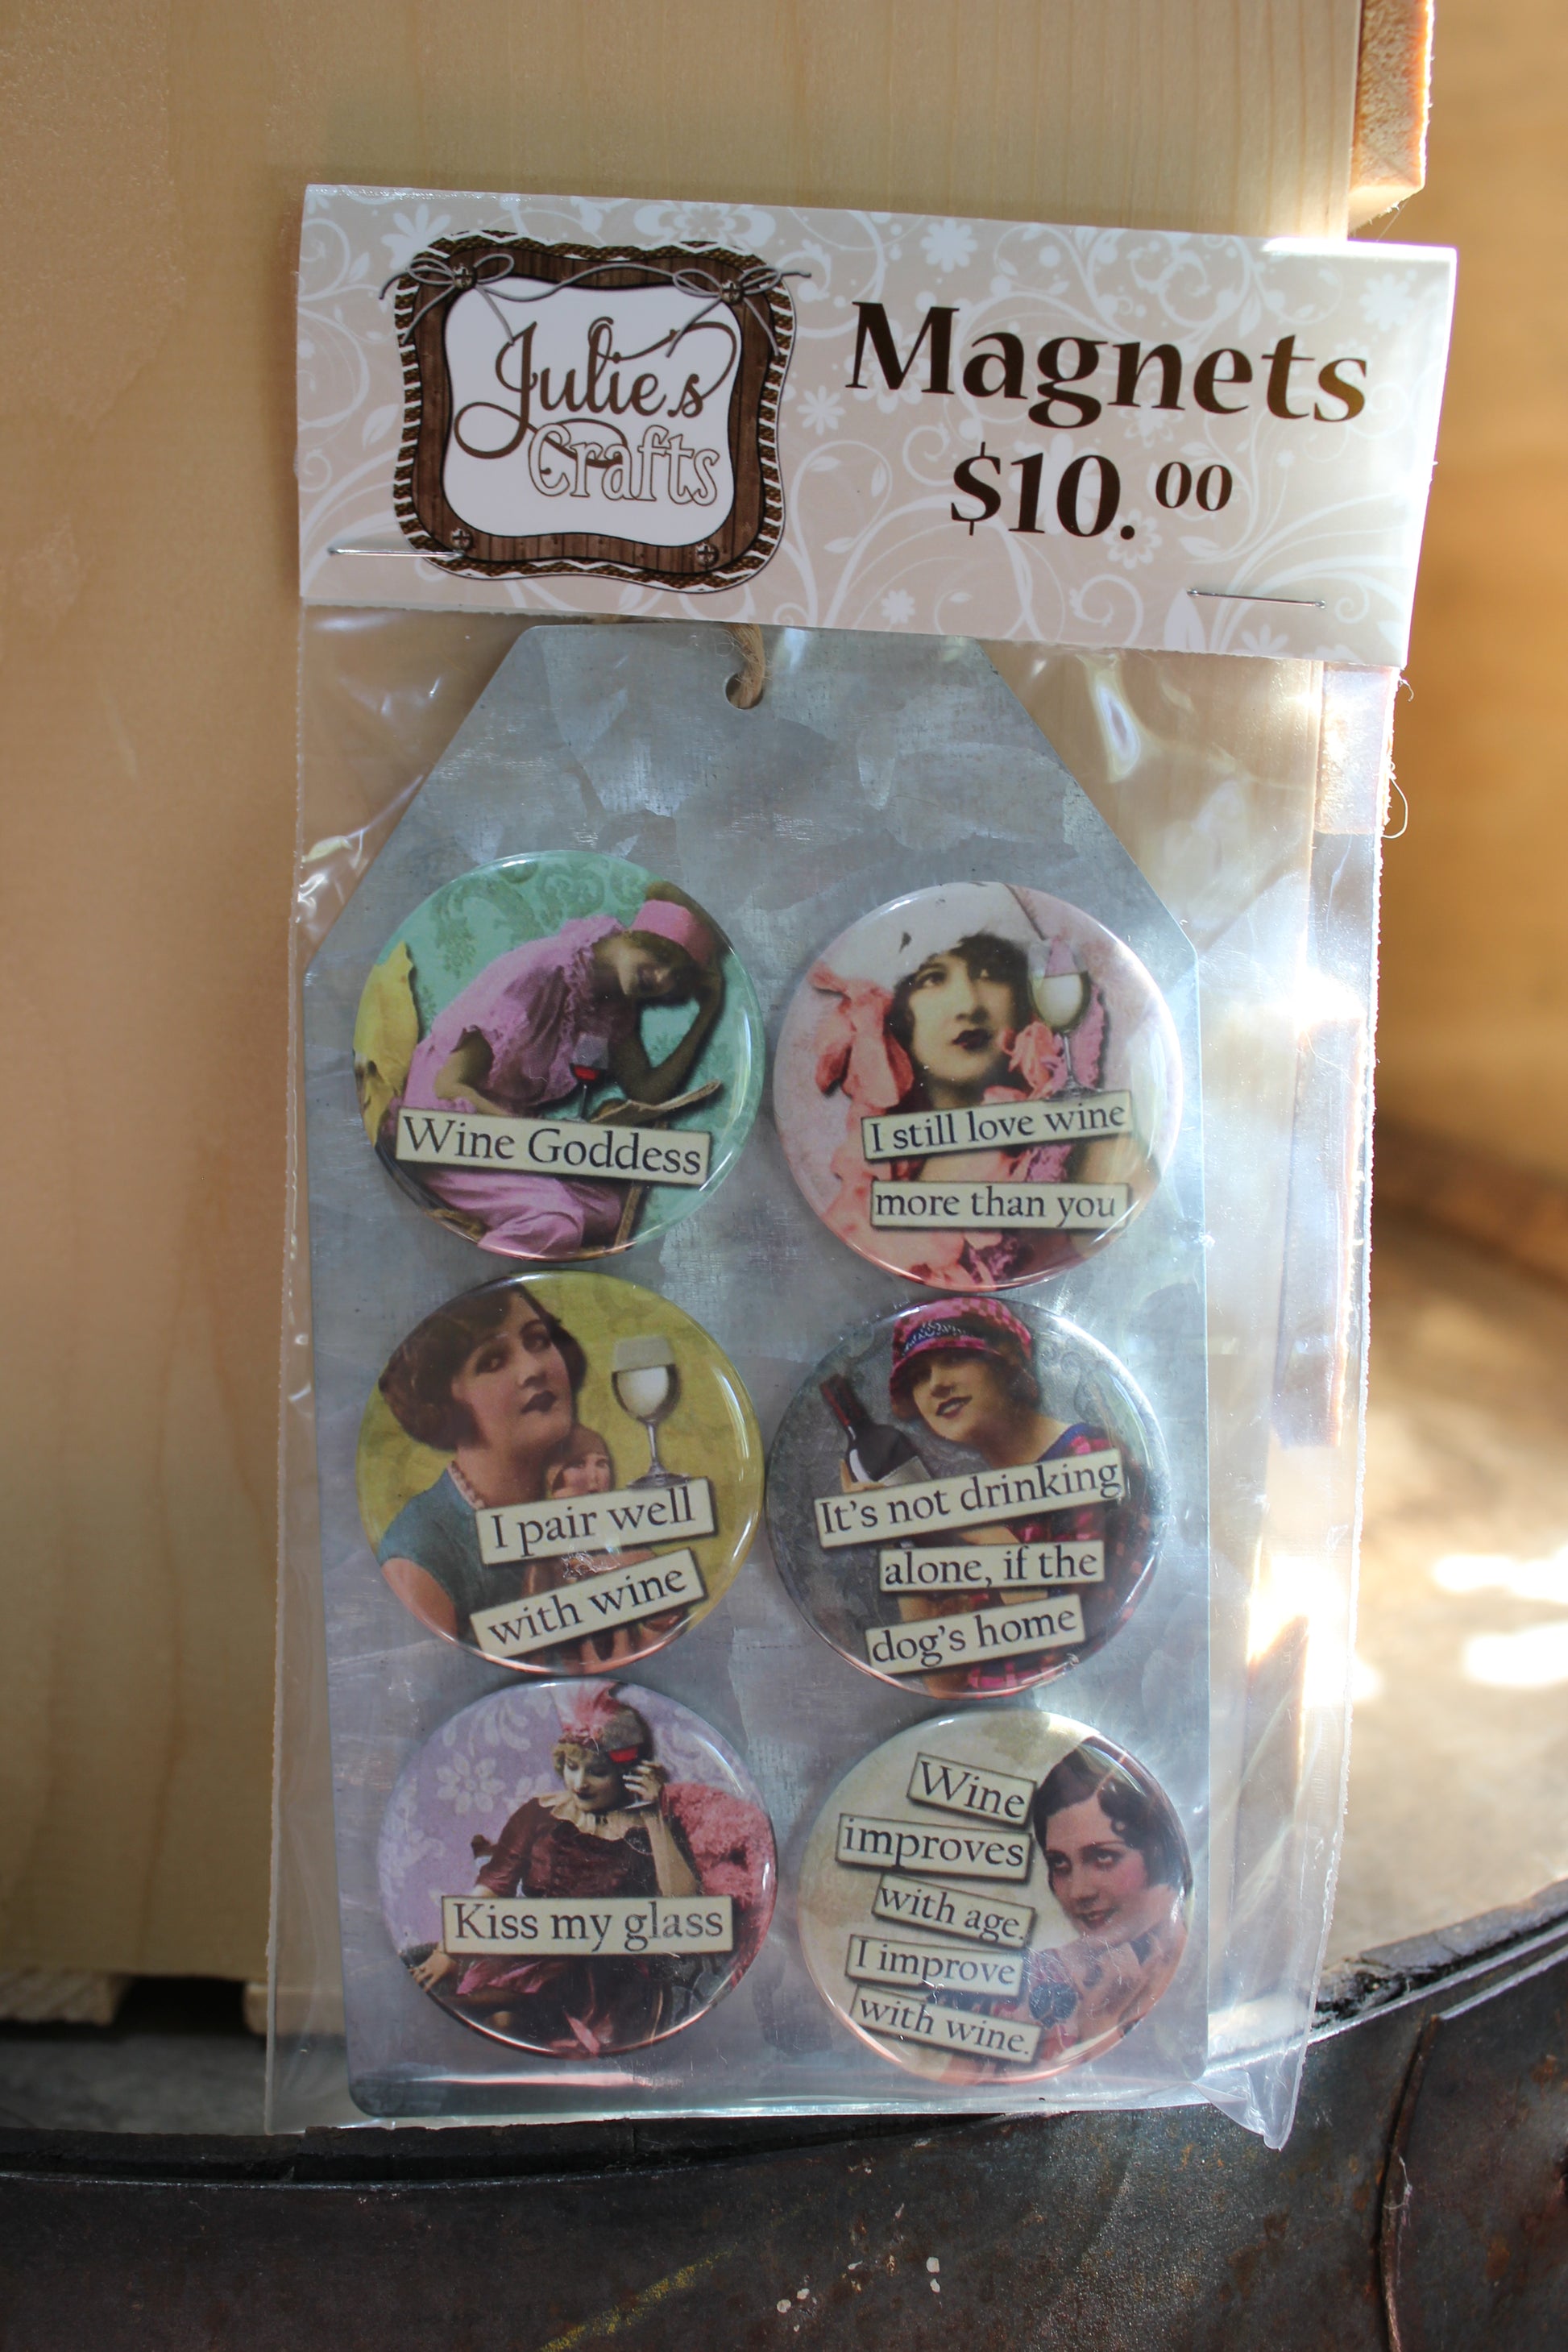 Julie's
Crafts
Magnets
$10.00
Wine Goddess
I still love wine
more than you
I pair well
with wine
It's not drinking
alone, if the
dog's home
Kiss my glass
Wine
improves
with age.
I improve
with wine.